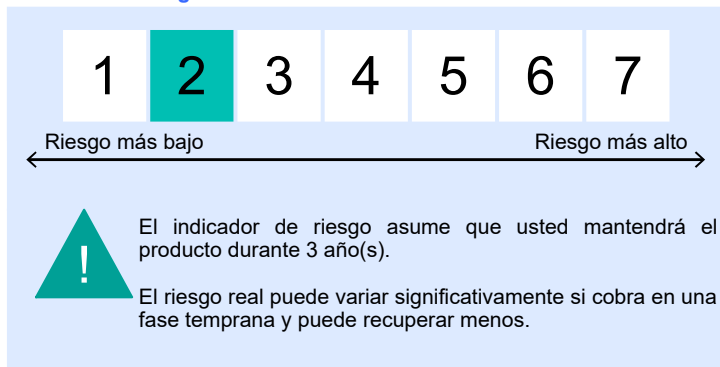 1 2 3 4 5 6 7
Riesgo más bajo Riesgo más alto
!
El indicador de riesgo asume que usted mantendrá el
producto durante 3 año(s).
El riesgo real puede variar significativamente si cobra en una
fase temprana y puede recuperar menos.